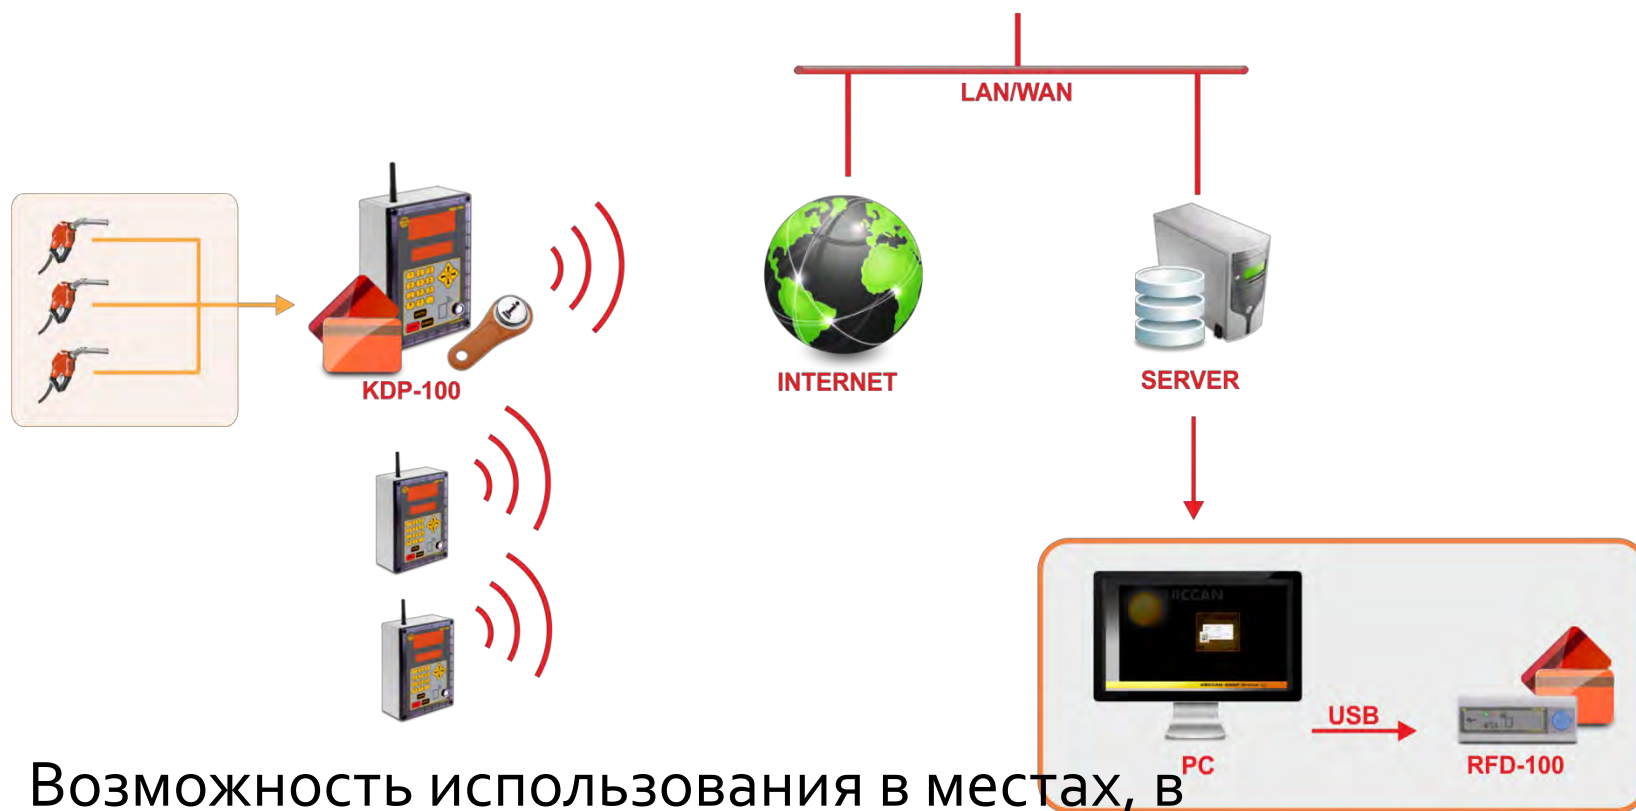 LAN/WAN
KDP-100
INTERNET
SERVER
USB
PC
RFD-100
Возможность использования в местах, в